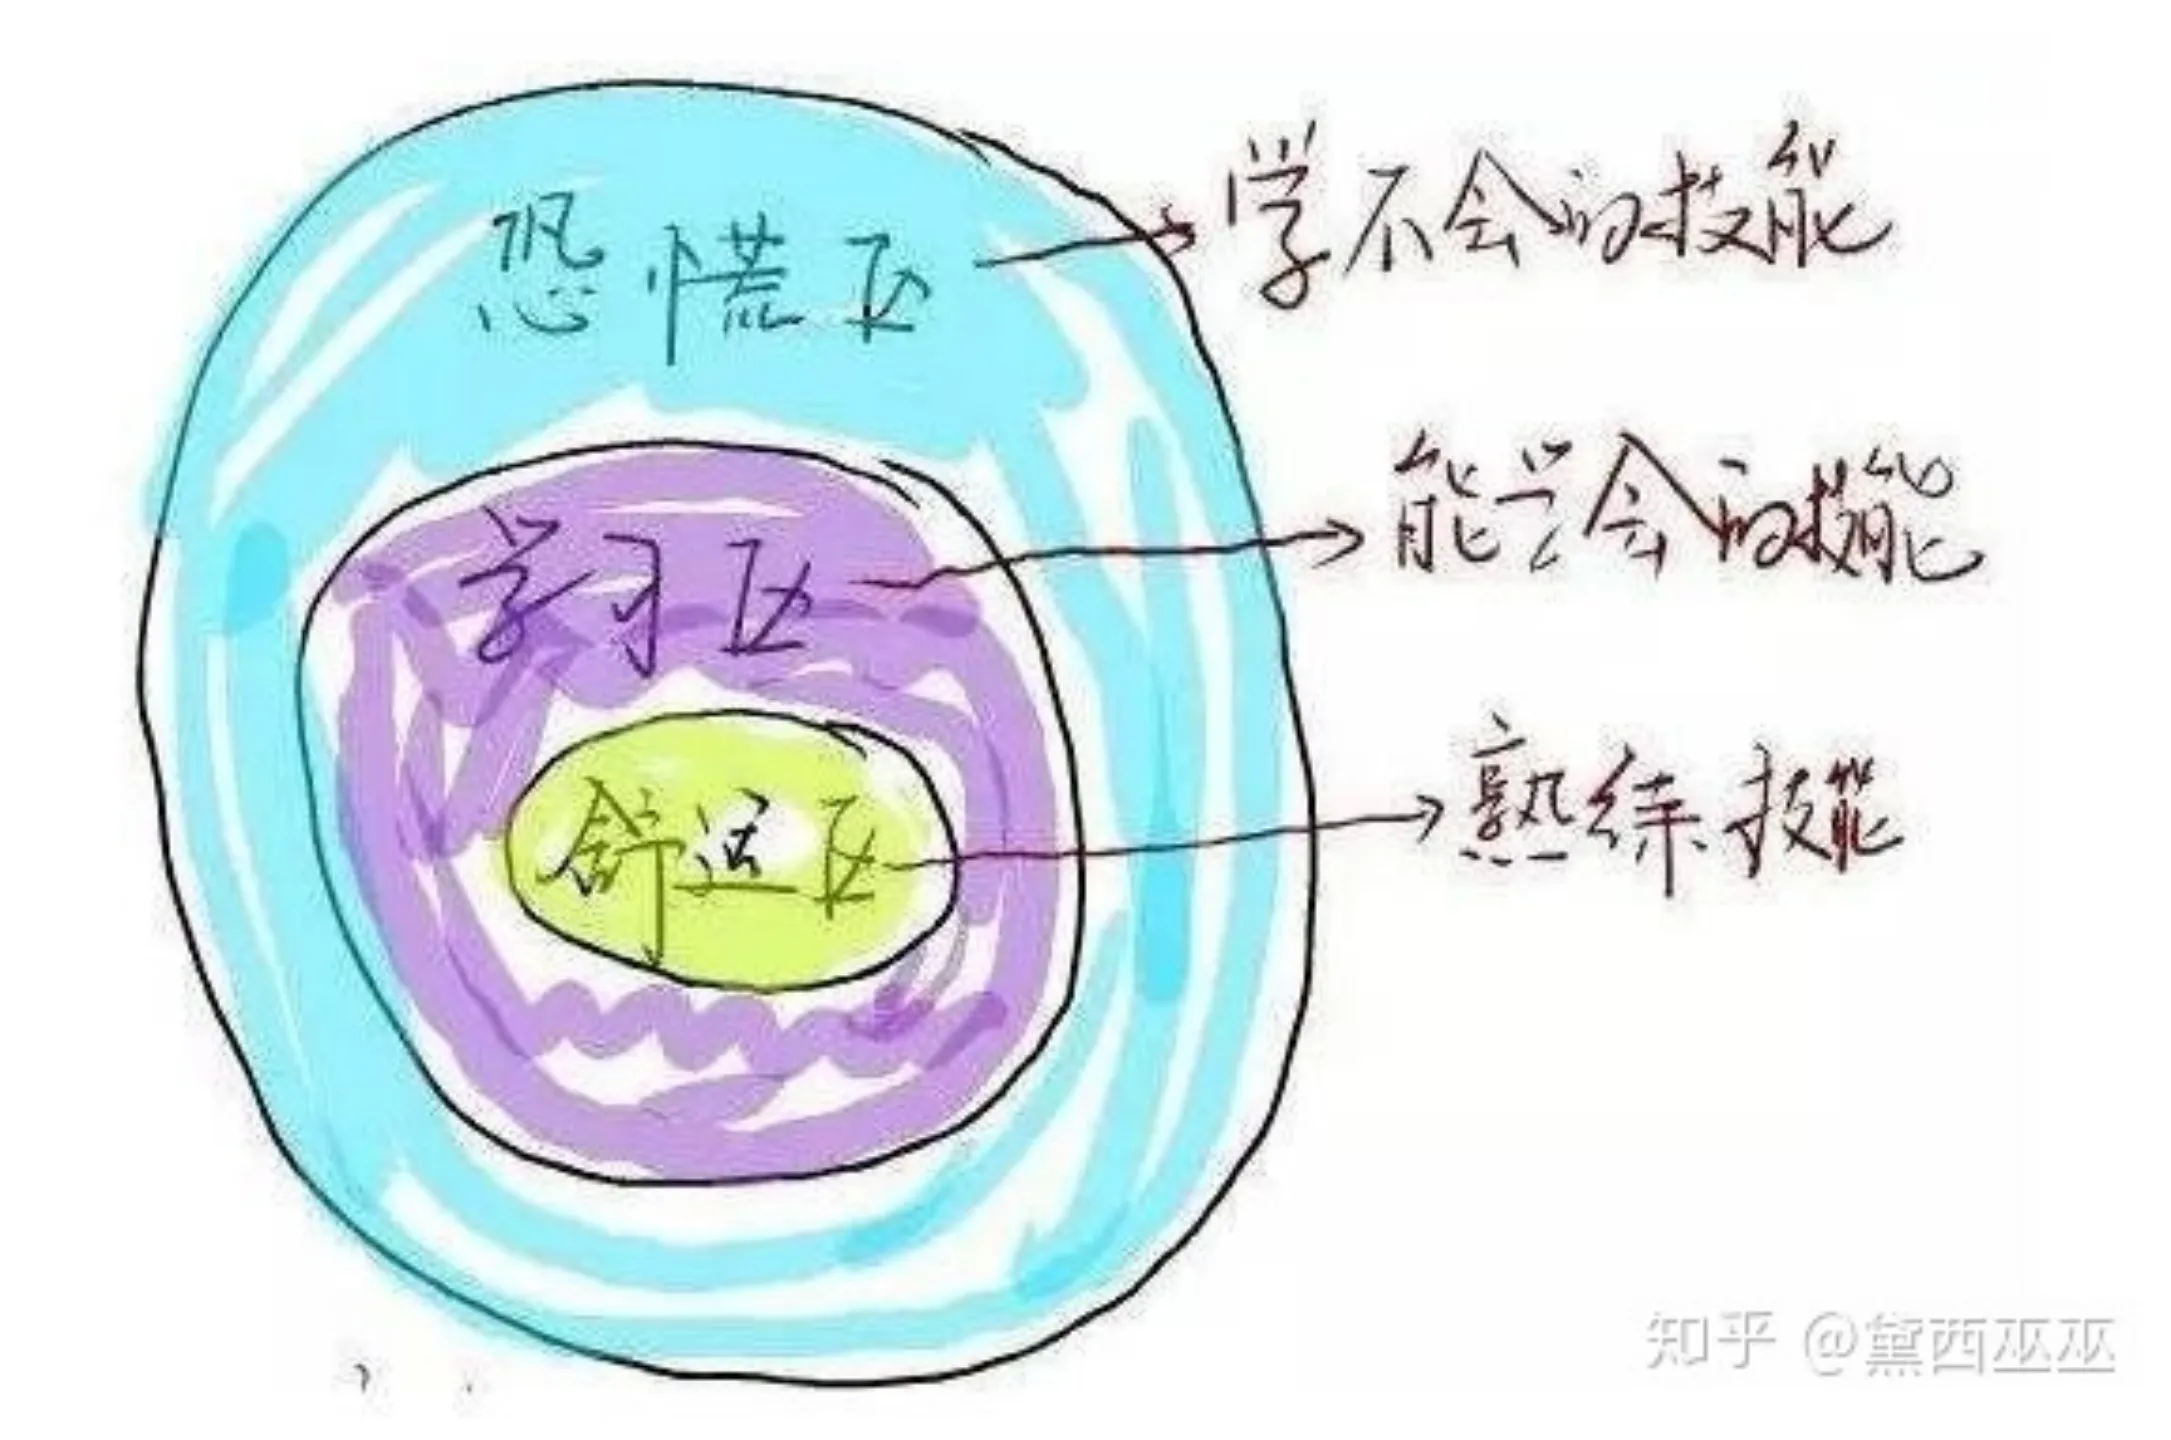 恐慌区
学不会的技能
学习区
能学会的技能
舒适区
熟练技能
知乎 @黛西巫巫